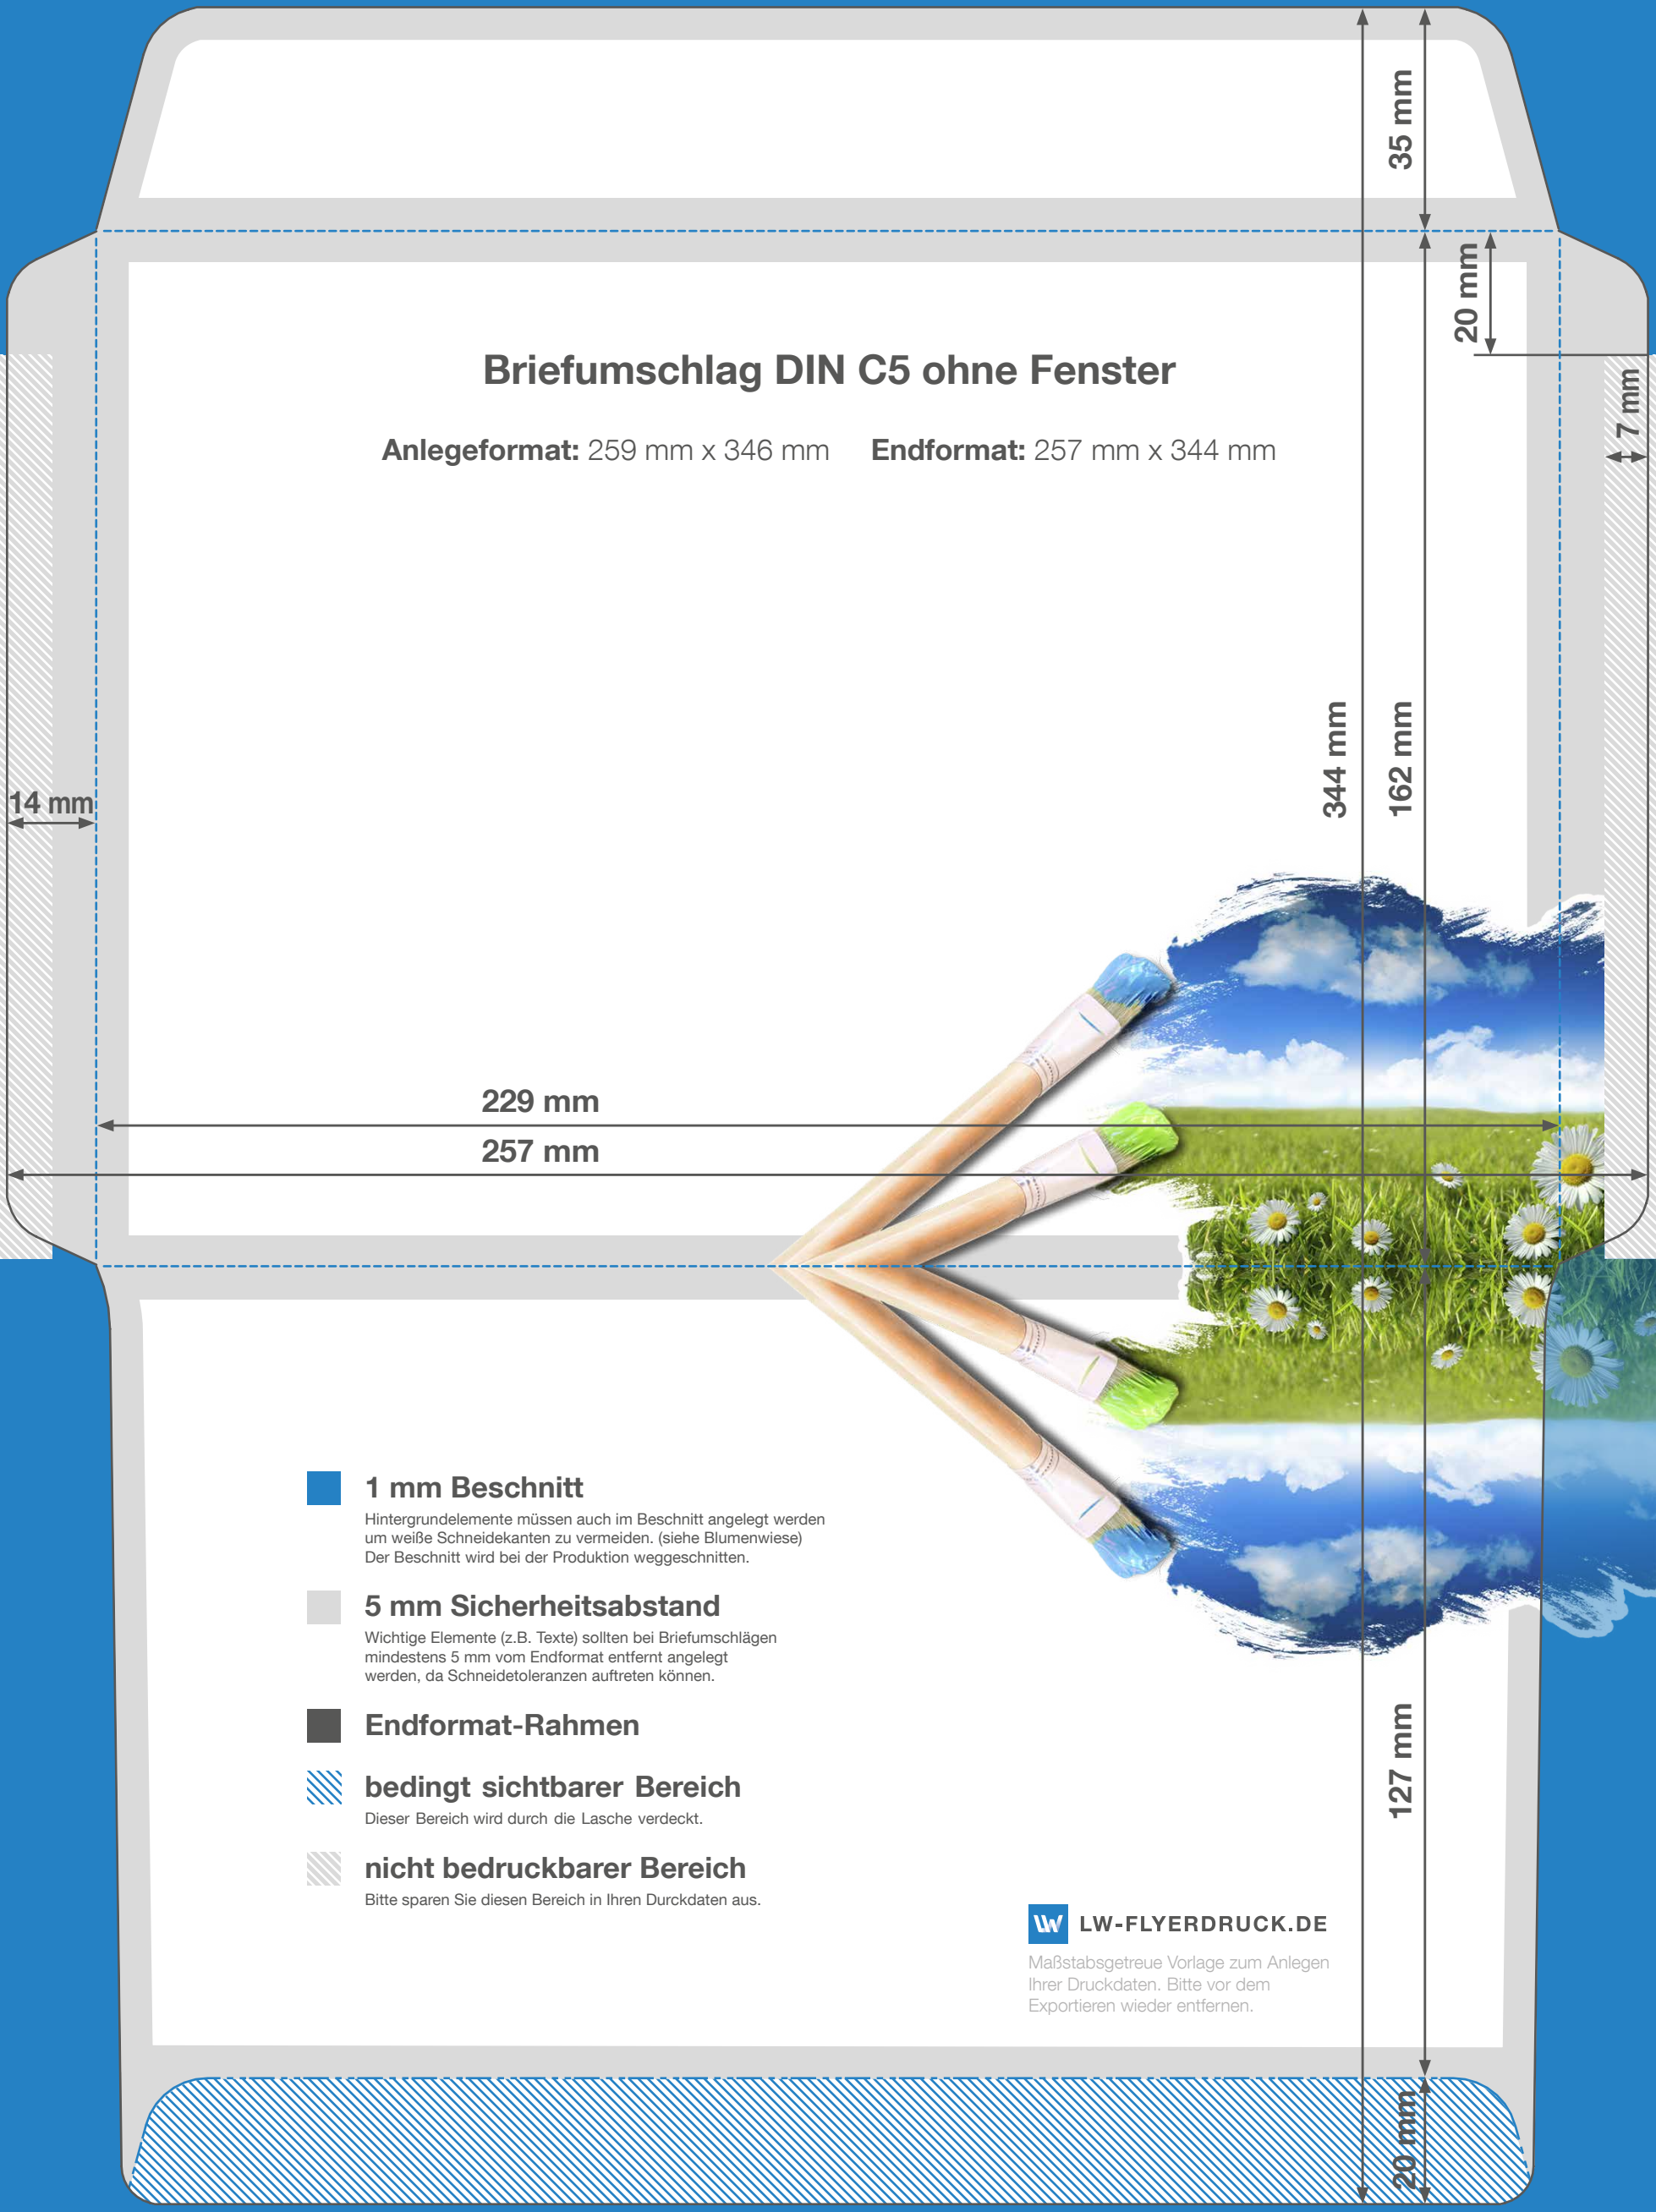 35 mm
20 mm
7 mm
Briefumschlag DIN C5 ohne Fenster
Anlegeformat: 259 mm x 346 mm Endformat: 257 mm x 344 mm
344 mm
162 mm
14 mm
229 mm
257 mm
1 mm Beschnitt
Hintergrundelemente müssen auch im Beschnitt angelegt werden
um weiße Schneidekanten zu vermeiden. (siehe Blumenwiese)
Der Beschnitt wird bei der Produktion weggeschnitten.
5 mm Sicherheitsabstand
Wichtige Elemente (z.B. Texte) sollten bei Briefumschlägen
mindestens 5 mm vom Endformat entfernt angelegt
werden, da Schneidetoleranzen auftreten können.
Endformat-Rahmen
127 mm
bedingt sichtbarer Bereich
Dieser Bereich wird durch die Lasche verdeckt.
nicht bedruckbarer Bereich
Bitte sparen Sie diesen Bereich in Ihren Durckdaten aus.
LW LW-FLYERDRUCK.DE
Maßstabsgetreue Vorlage zum Anlegen
Ihrer Druckdaten. Bitte vor dem
Exportieren wieder entfernen.
20 mm